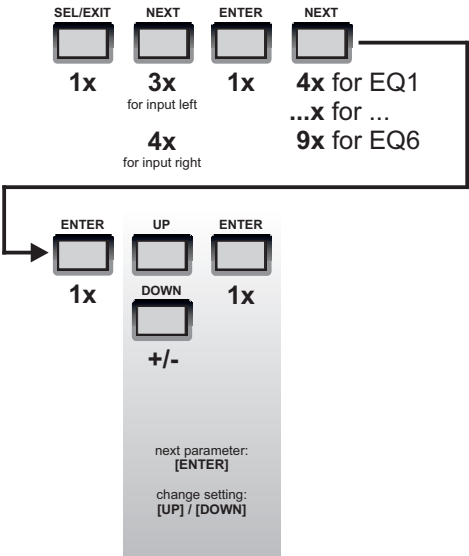 SEL/EXIT NEXT ENTER NEXT
1x 3x 1x 4x for EQ1
for input left ...x for ...
4x 9x for EQ6
for input right
ENTER UP ENTER
1x DOWN 1x
+/-
next parameter:
[ENTER]
change setting:
[UP] / [DOWN]